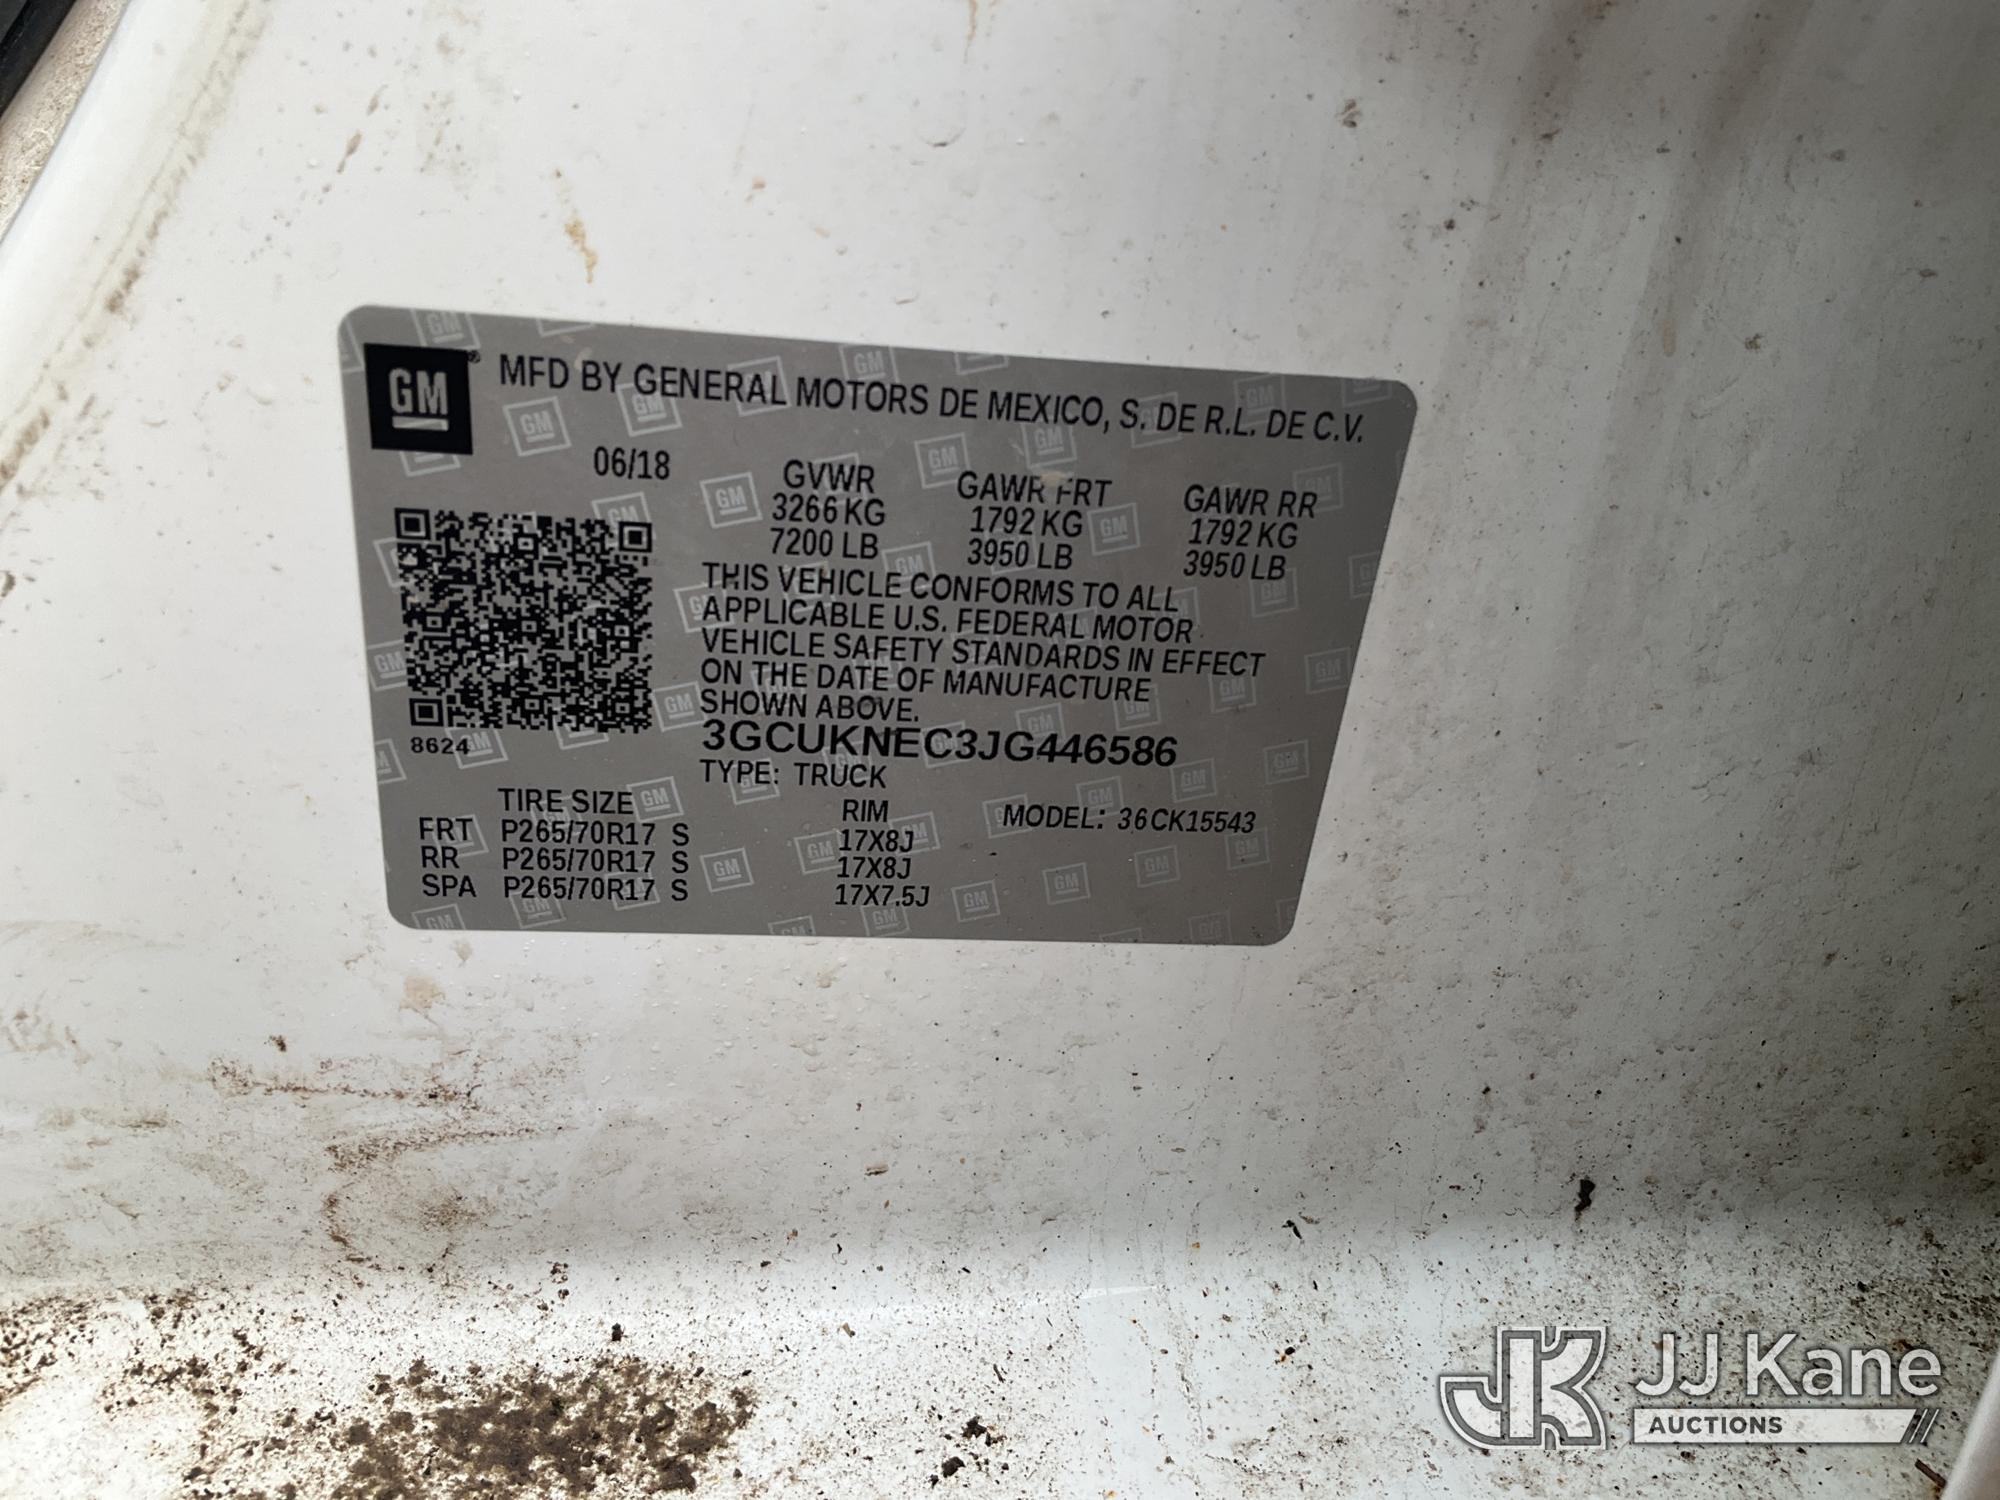 GM® MFD BY GENERAL MOTORS DE MEXICO, S. DE R.L. DE C.V.
06/18 GVWR GAWR FRT GAWR RR
3266 KG 1792 KG 1792 KG
7200 LB 3950 LB 3950 LB
THIS VEHICLE CONFORMS TO ALL
APPLICABLE U.S. FEDERAL MOTOR
VEHICLE SAFETY STANDARDS IN EFFECT
ON THE DATE OF MANUFACTURE
SHOWN ABOVE.
8624
3GCUKNEC3JG446586
TYPE: TRUCK
TIRE SIZE RIM MODEL: 36CK15543
FRT P265/70R17 S 17X8J
RR P265/70R17 S 17X8J
SPA P265/70R17 S 17X7.5J
JK JJ Kane
AUCTIONS